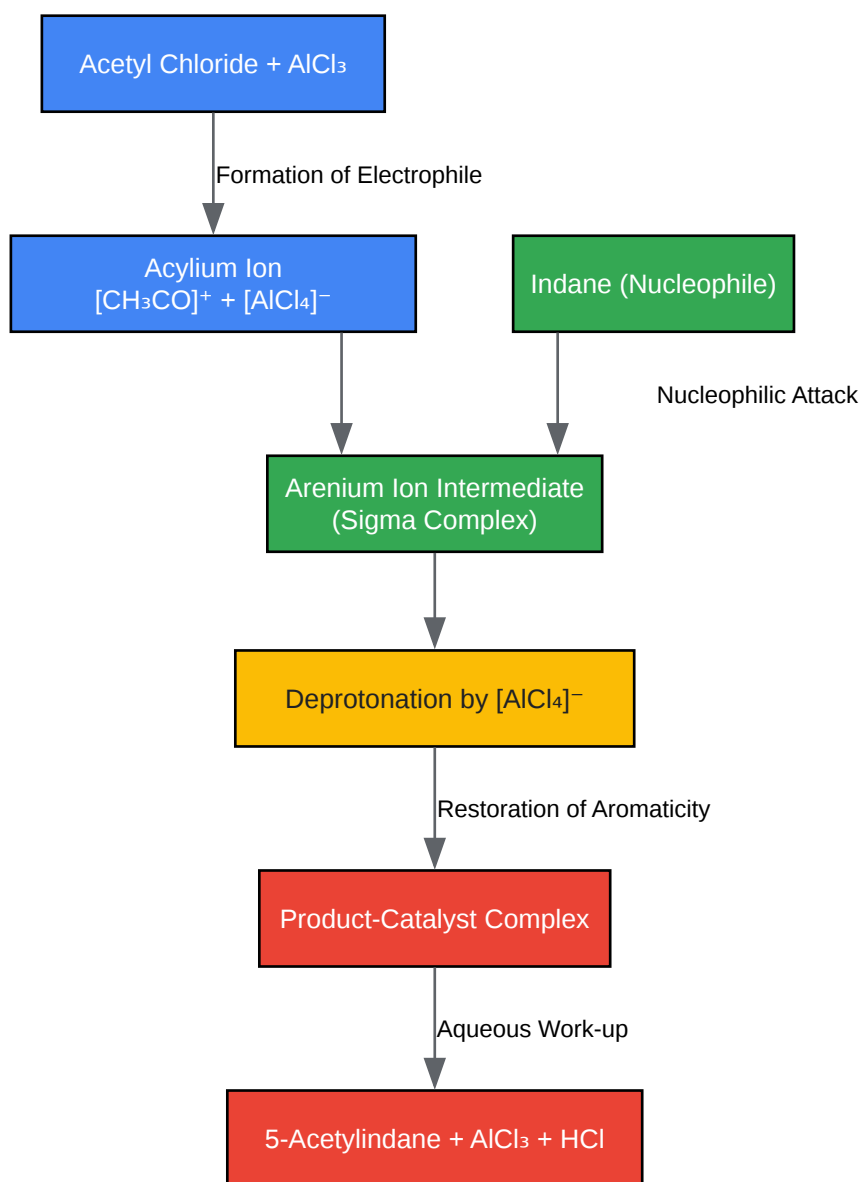 Acetyl Chloride + AlCl₃
Formation of Electrophile
Acylium Ion
[CH₃CO]⁺ + [AlCl₄]⁻
Indane (Nucleophile)
Nucleophilic Attack
Arenium Ion Intermediate
(Sigma Complex)
Deprotonation by [AlCl₄]⁻
Restoration of Aromaticity
Product-Catalyst Complex
Aqueous Work-up
5-Acetylindane + AlCl₃ + HCl